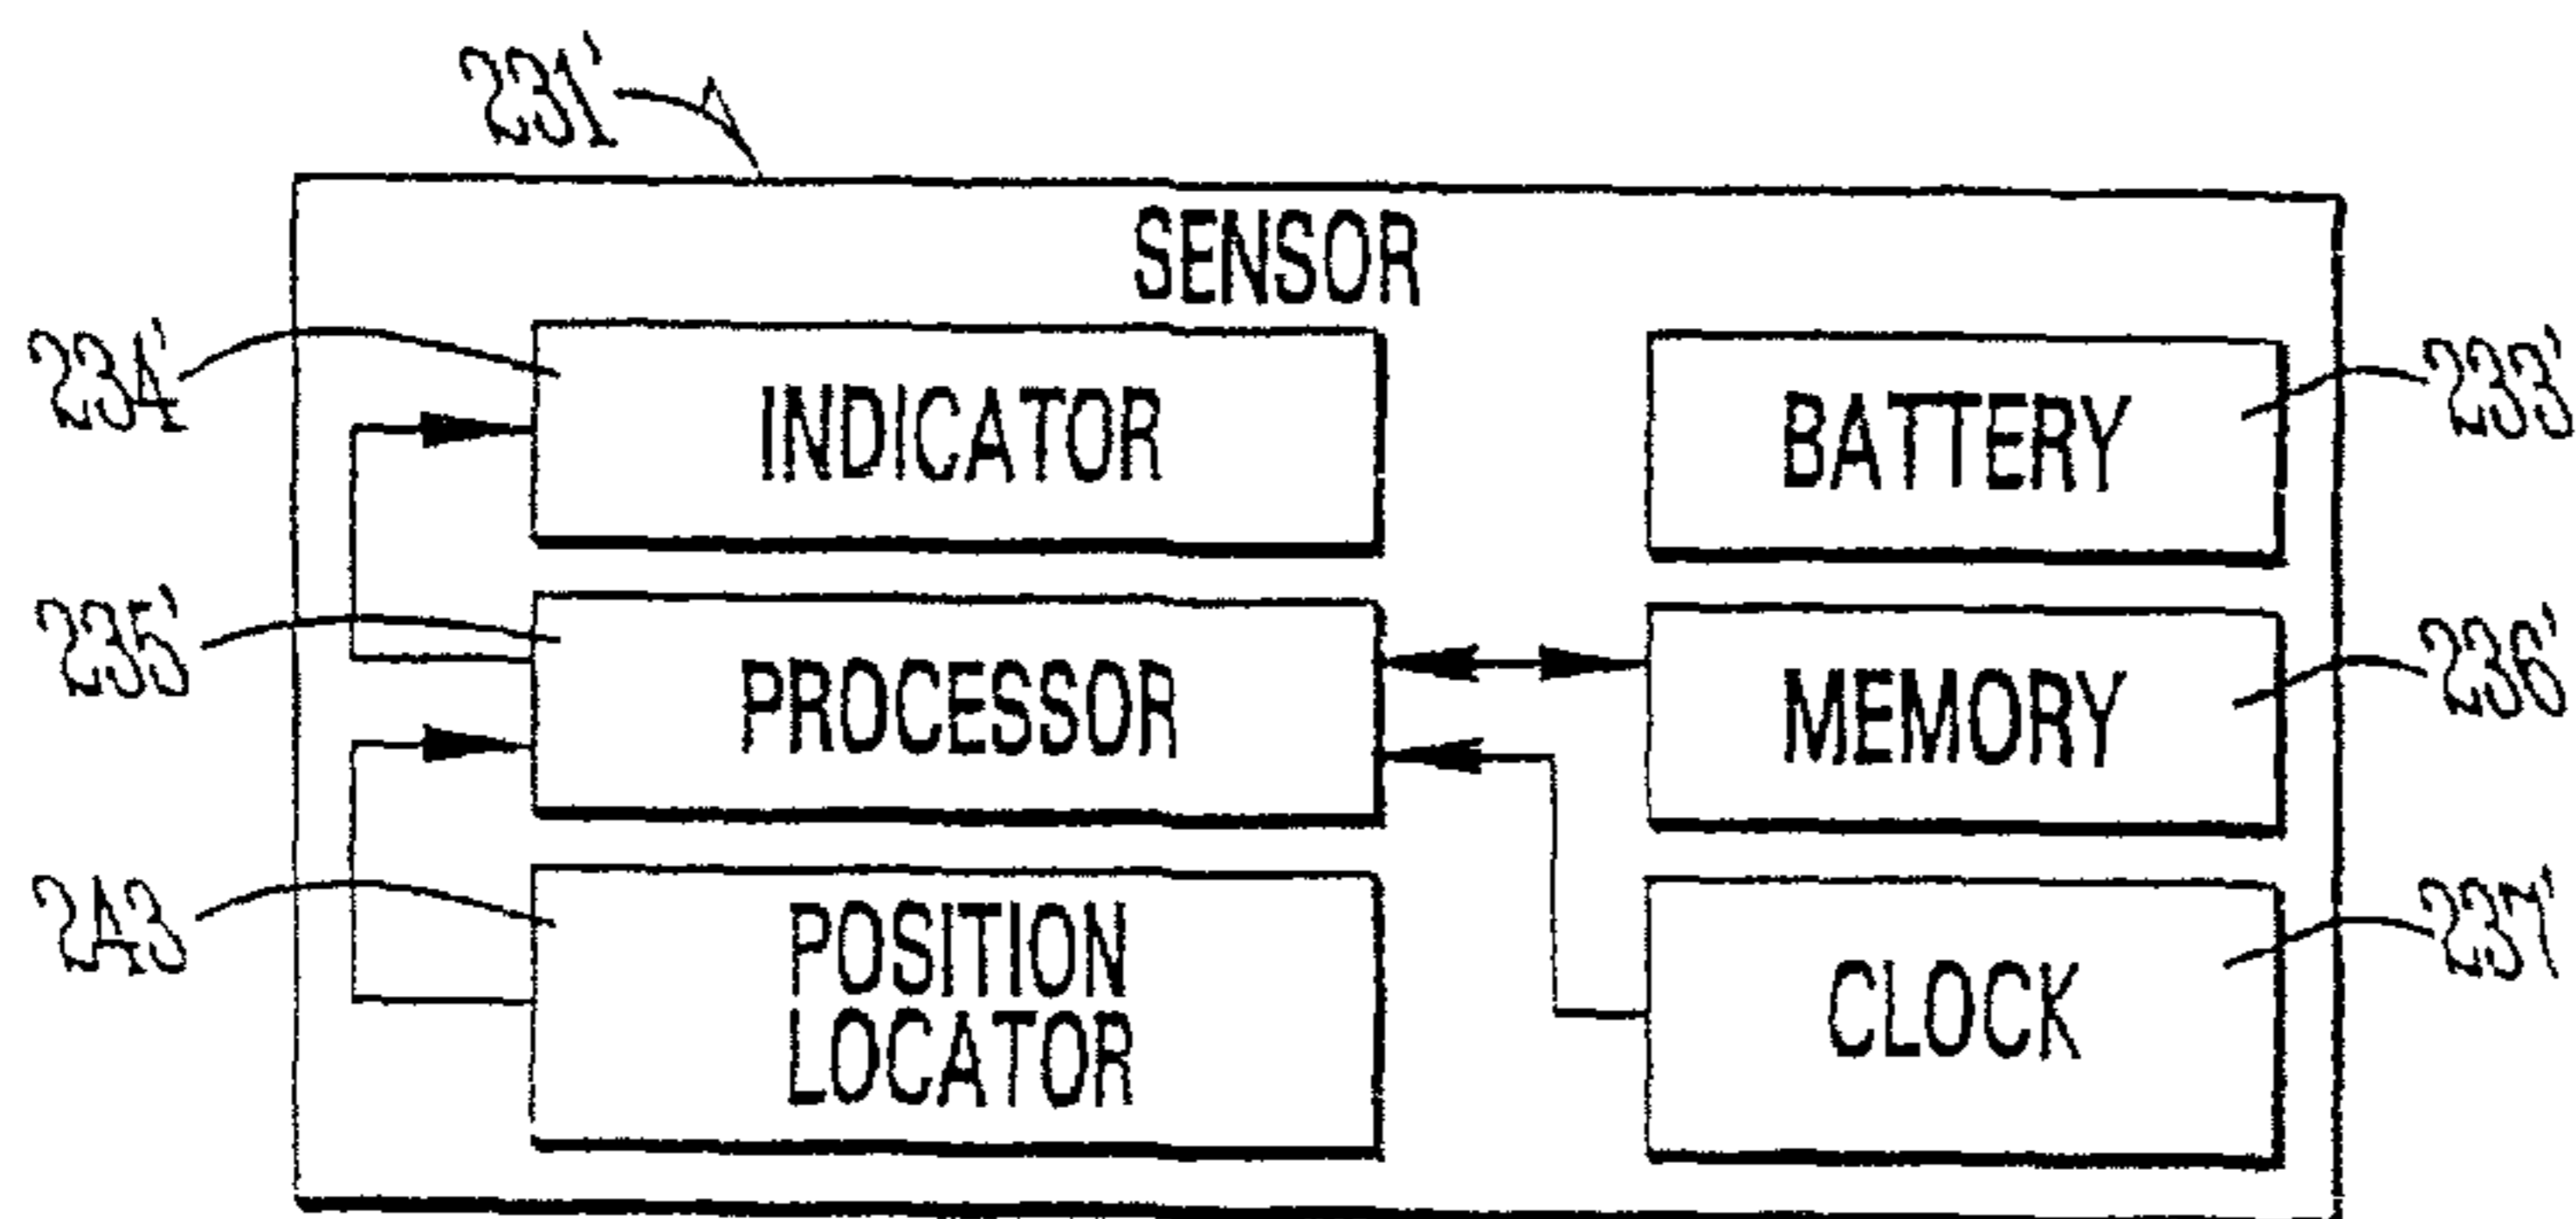 231'
SENSOR
234'
INDICATOR
BATTERY
233'
235'
PROCESSOR
MEMORY
236'
243
POSITION
LOCATOR
CLOCK
237'